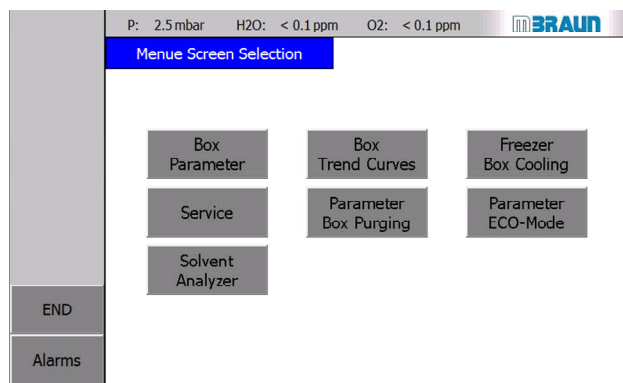 P: 2.5 mbar H2O: < 0.1 ppm O2: < 0.1 ppm MBRAUN
Menue Screen Selection
Box
Parameter
Box
Trend Curves
Freezer
Box Cooling
Service
Parameter
Box Purging
Parameter
ECO-Mode
Solvent
Analyzer
END
Alarms